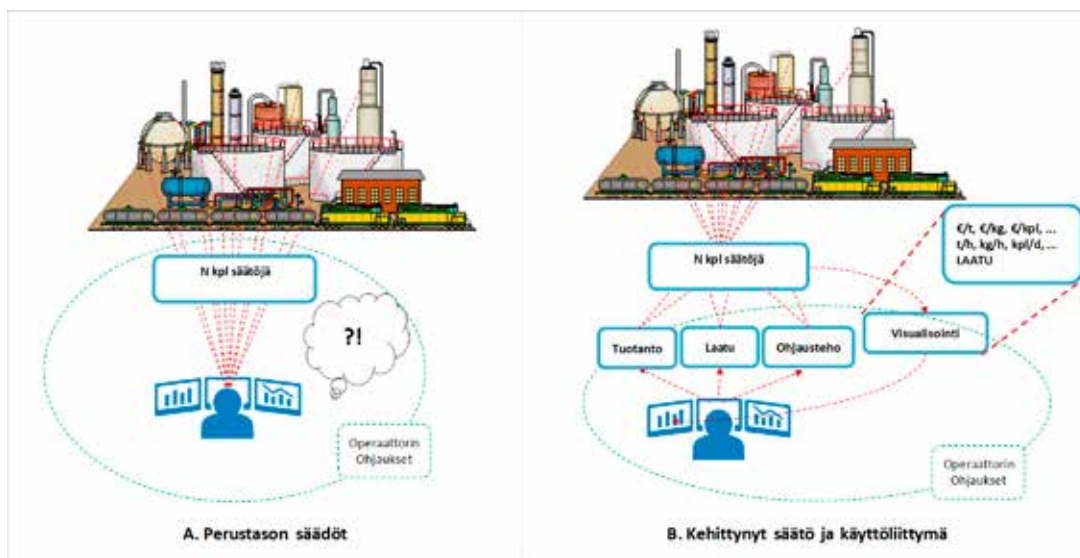 N kpl säätöjä
?!
Operaattorin
Ohjaukset
A. Perustason säädöt
€/t, €/kg, €/kpl, ...
t/h, kg/h, kpl/d, ...
LAATU
N kpl säätöjä
Tuotanto
Laatu
Ohjausteho
Visualisointi
Operaattorin
Ohjaukset
B. Kehittynyt säätö ja käyttöliittymä